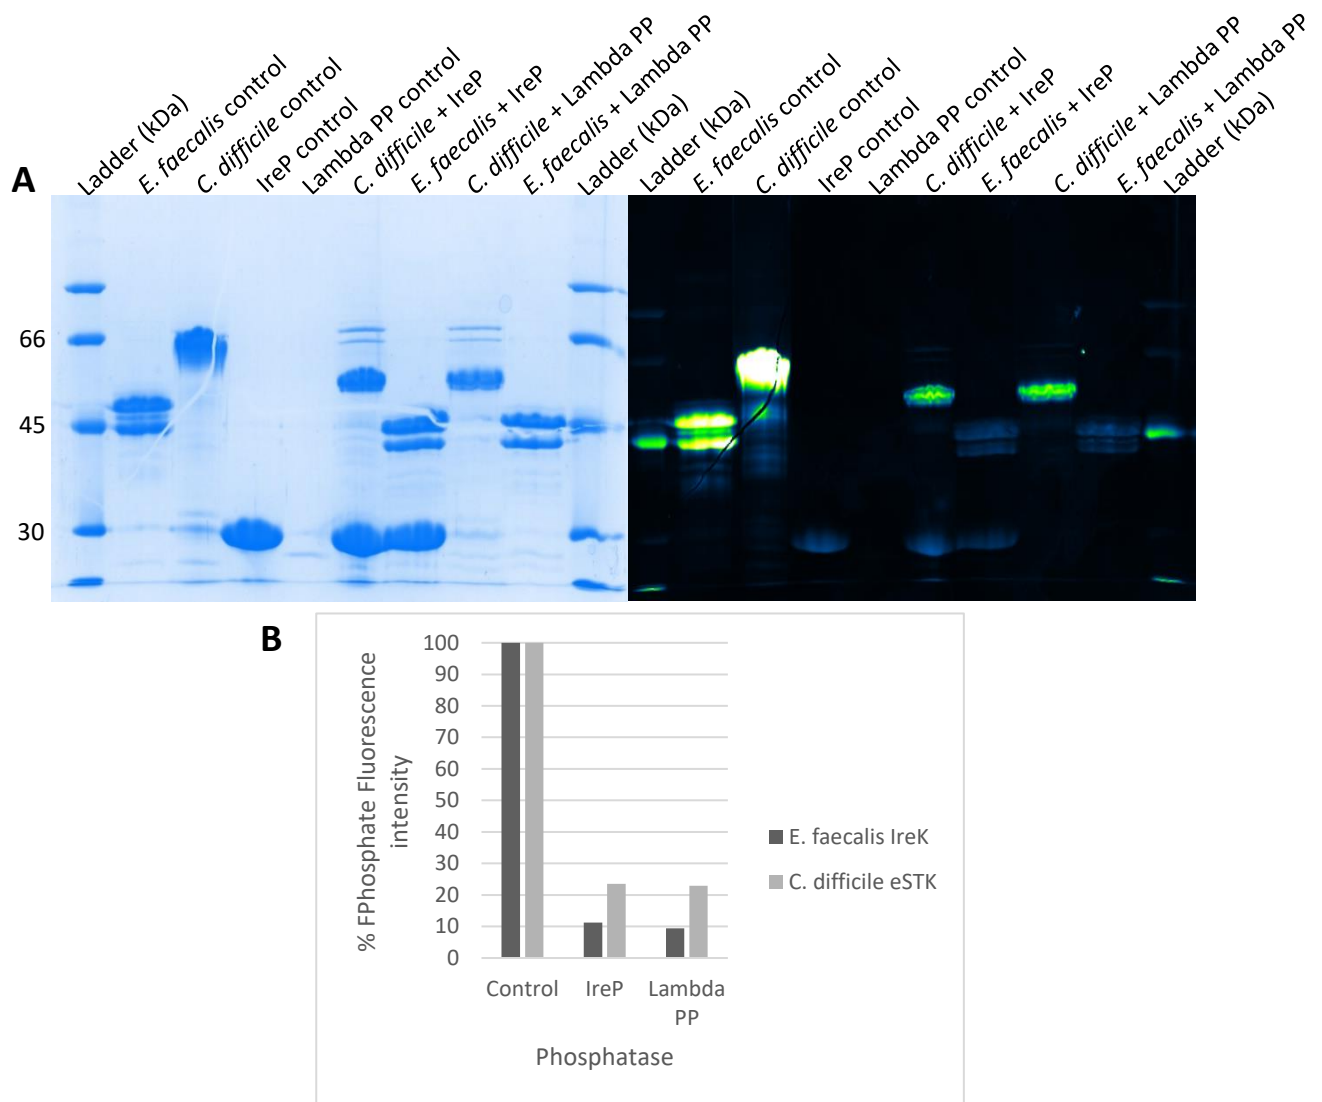 A
Ladder (kDa)
E. faecalis control
C. difficile control
IreP control
Lambda PP control
C. difficile + IreP
E. faecalis + IreP
C. difficile + Lambda PP
E. faecalis + Lambda PP
Ladder (kDa)
Ladder (kDa)
E. faecalis control
C. difficile control
IreP control
Lambda PP control
C. difficile + IreP
E. faecalis + IreP
C. difficile + Lambda PP
E. faecalis + Lambda PP
Ladder (kDa)
66
45
30
B
% FPhosphate Fluorescence
intensity
100
90
80
70
60
50
40
30
20
10
0
Control
IreP
Lambda
PP
Phosphatase
E. faecalis IreK
C. difficile eSTK